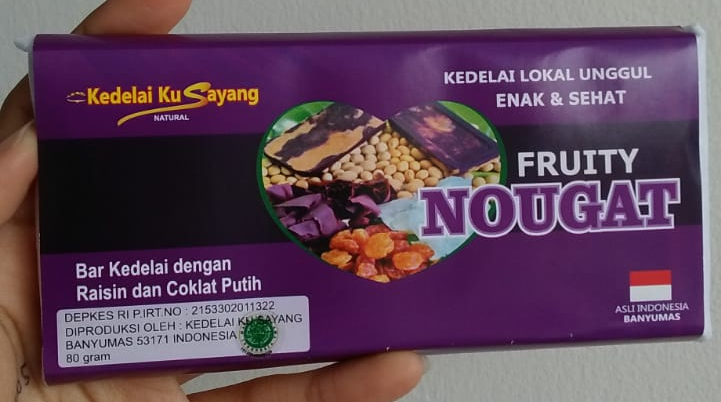 Kedelai Ku Sayang
NATURAL
KEDELAI LOKAL UNGGUL
ENAK & SEHAT
FRUITY
NOUGAT
Bar Kedelai dengan
Raisin dan Coklat Putih
DEPKES RI P.IRT.NO : 2153302011322
DIPRODUKSI OLEH : KEDELAI KU SAYANG
BANYUMAS 53171 INDONESIA
80 gram
ASLI INDONESIA
BANYUMAS